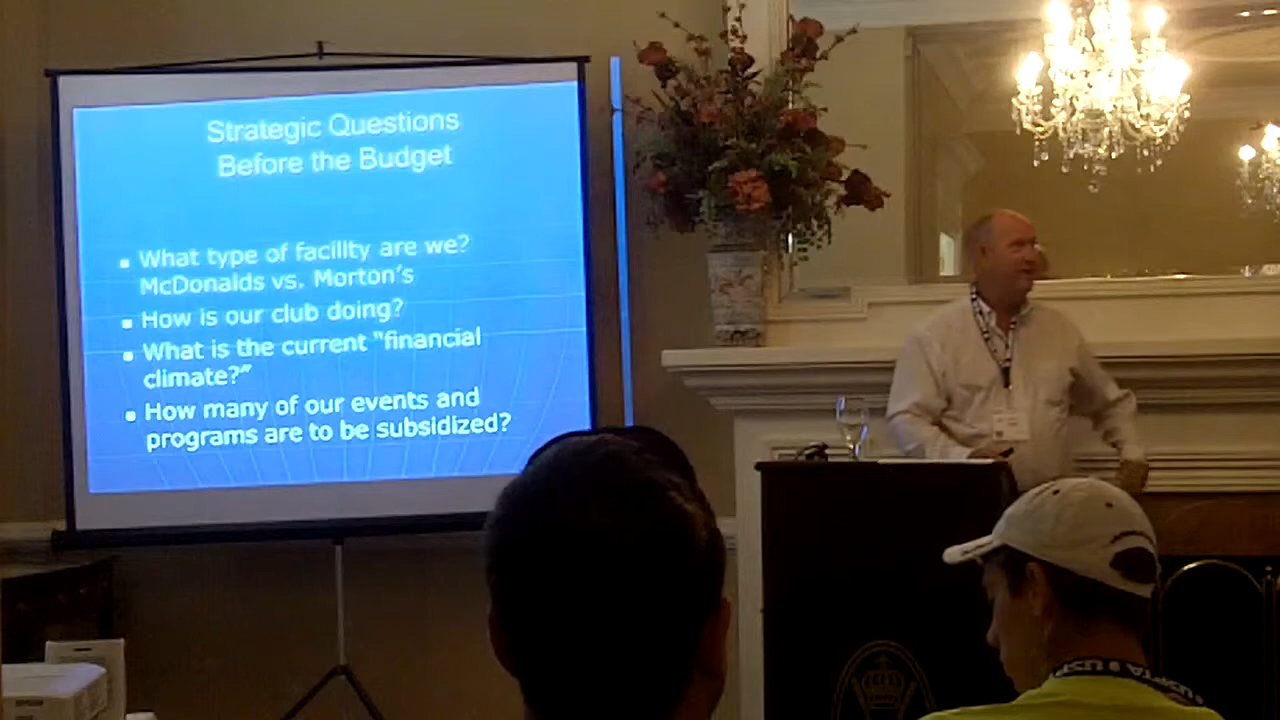 Strategic Questions
Before the Budget
▪ What type of facility are we?
McDonalds vs. Morton's
▪ How is our club doing?
▪ What is the current "financial
climate?"
▪ How many of our events and
programs are to be subsidized?
USPTA